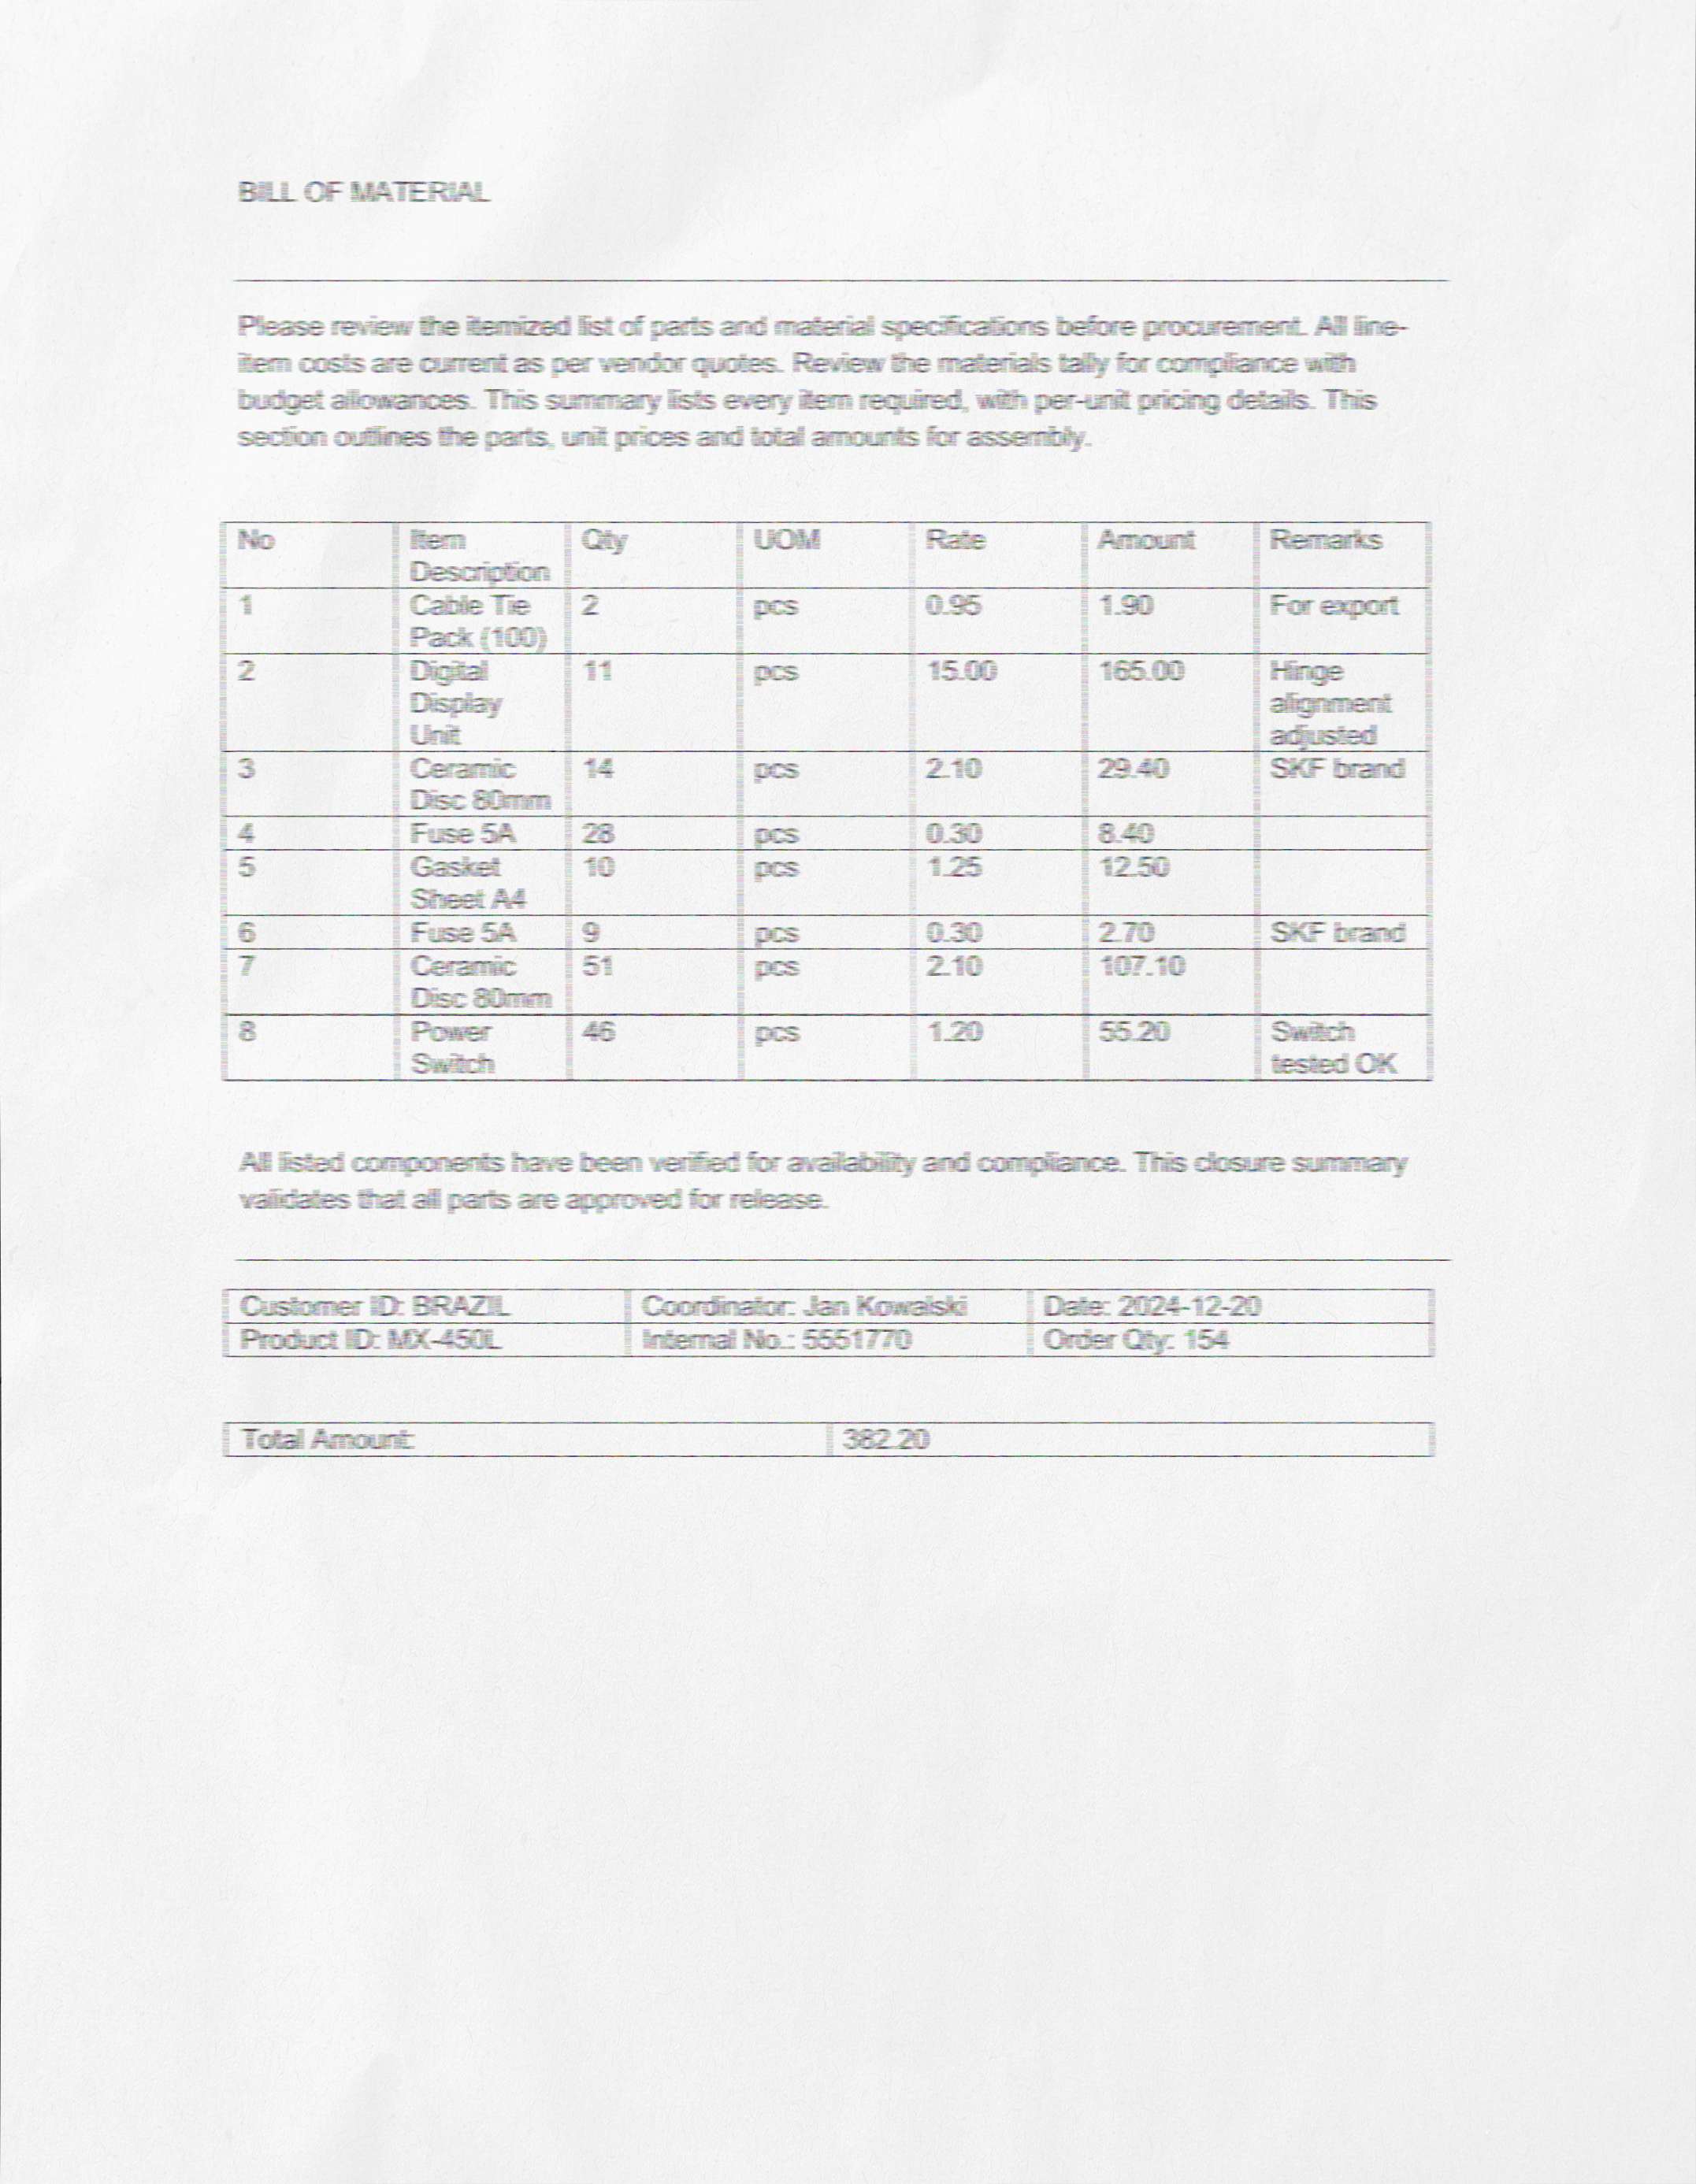 BILL OF MATERIAL
Please review the itemized list of parts and material specifications before procurement. All line-
item costs are current as per vendor quotes. Review the materials tally for compliance with
budget allowances. This summary lists every item required, with per-unit pricing details. This
section outlines the parts, unit prices and total amounts for assembly.
No Item Description Qty UOM Rate Amount Remarks
1 Cable Tie Pack (100) 2 pcs 0.95 1.90 For export
2 Digital Display Unit 11 pcs 15.00 165.00 Hinge alignment adjusted
3 Ceramic Disc 80mm 14 pcs 2.10 29.40 SKF brand
4 Fuse 5A 28 pcs 0.30 8.40
5 Gasket Sheet A4 10 pcs 1.25 12.50
6 Fuse 5A 9 pcs 0.30 2.70 SKF brand
7 Ceramic Disc 80mm 51 pcs 2.10 107.10
8 Power Switch 46 pcs 1.20 55.20 Switch tested OK
All listed components have been verified for availability and compliance. This closure summary
validates that all parts are approved for release.
Customer ID: BRAZIL Coordinator: Jan Kowalski Date: 2024-12-20
Product ID: MX-450L Internal No.: 5551770 Order Qty: 154
Total Amount: 382.20